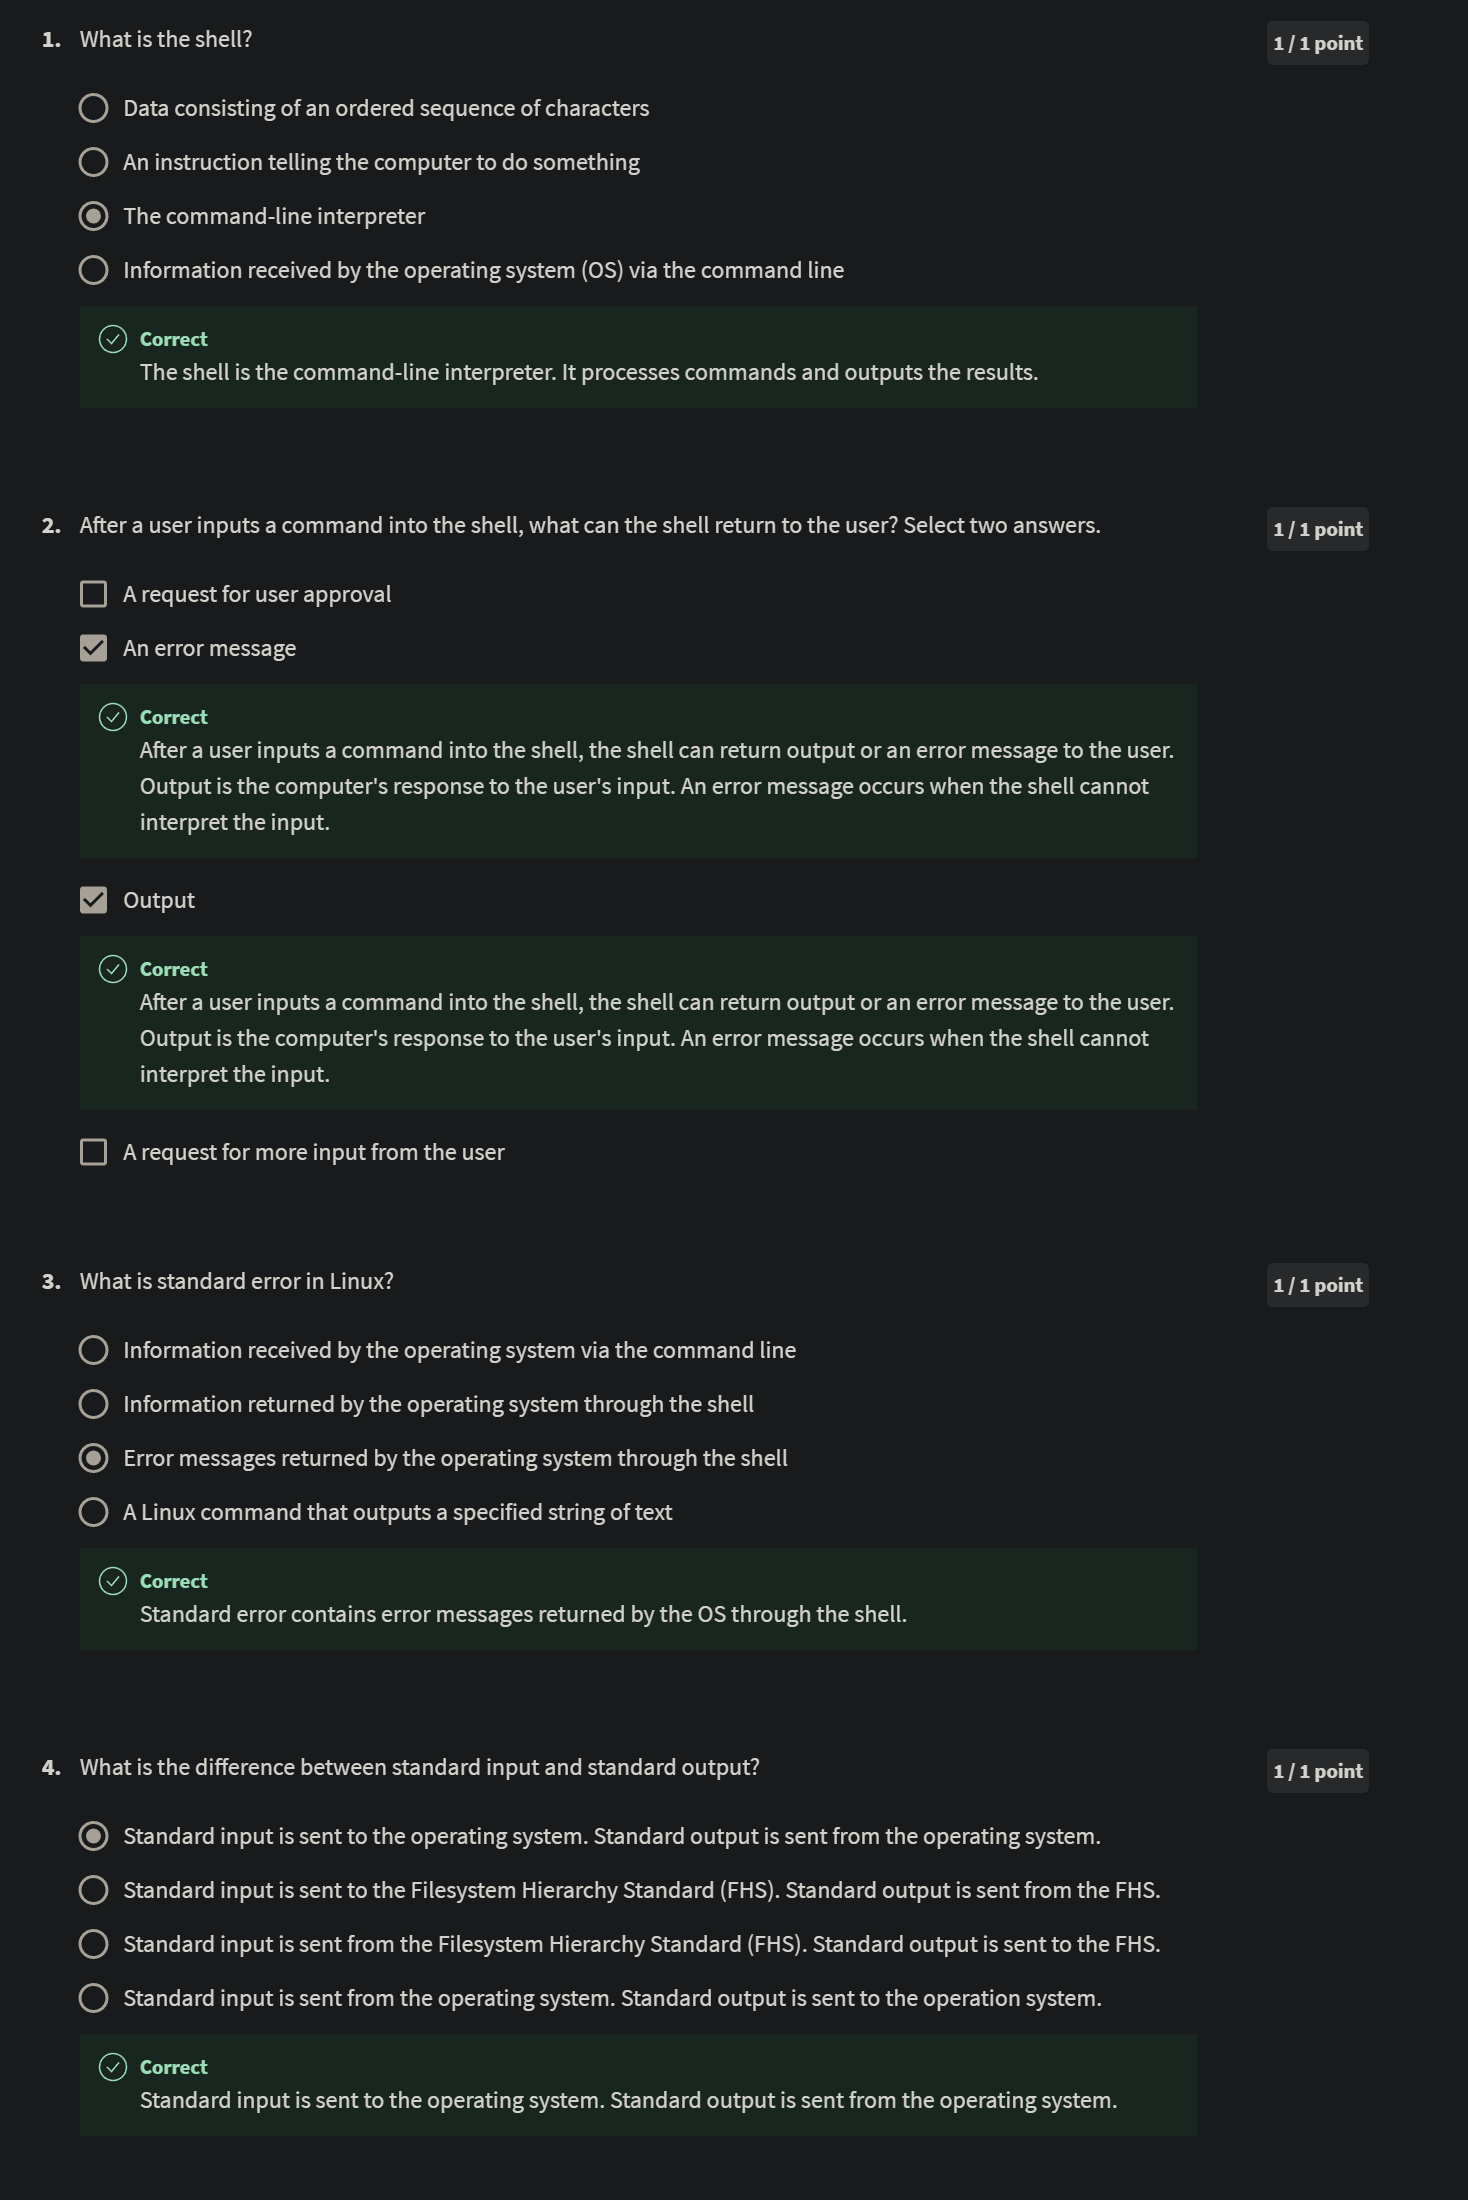 1. What is the shell?
1 / 1 point
Data consisting of an ordered sequence of characters
An instruction telling the computer to do something
The command-line interpreter
Information received by the operating system (OS) via the command line
Correct
The shell is the command-line interpreter. It processes commands and outputs the results.
2. After a user inputs a command into the shell, what can the shell return to the user? Select two answers.
1 / 1 point
A request for user approval
An error message
Correct
After a user inputs a command into the shell, the shell can return output or an error message to the user.
Output is the computer's response to the user's input. An error message occurs when the shell cannot
interpret the input.
Output
Correct
After a user inputs a command into the shell, the shell can return output or an error message to the user.
Output is the computer's response to the user's input. An error message occurs when the shell cannot
interpret the input.
A request for more input from the user
3. What is standard error in Linux?
1 / 1 point
Information received by the operating system via the command line
Information returned by the operating system through the shell
Error messages returned by the operating system through the shell
A Linux command that outputs a specified string of text
Correct
Standard error contains error messages returned by the OS through the shell.
4. What is the difference between standard input and standard output?
1 / 1 point
Standard input is sent to the operating system. Standard output is sent from the operating system.
Standard input is sent to the Filesystem Hierarchy Standard (FHS). Standard output is sent from the FHS.
Standard input is sent from the Filesystem Hierarchy Standard (FHS). Standard output is sent to the FHS.
Standard input is sent from the operating system. Standard output is sent to the operation system.
Correct
Standard input is sent to the operating system. Standard output is sent from the operating system.